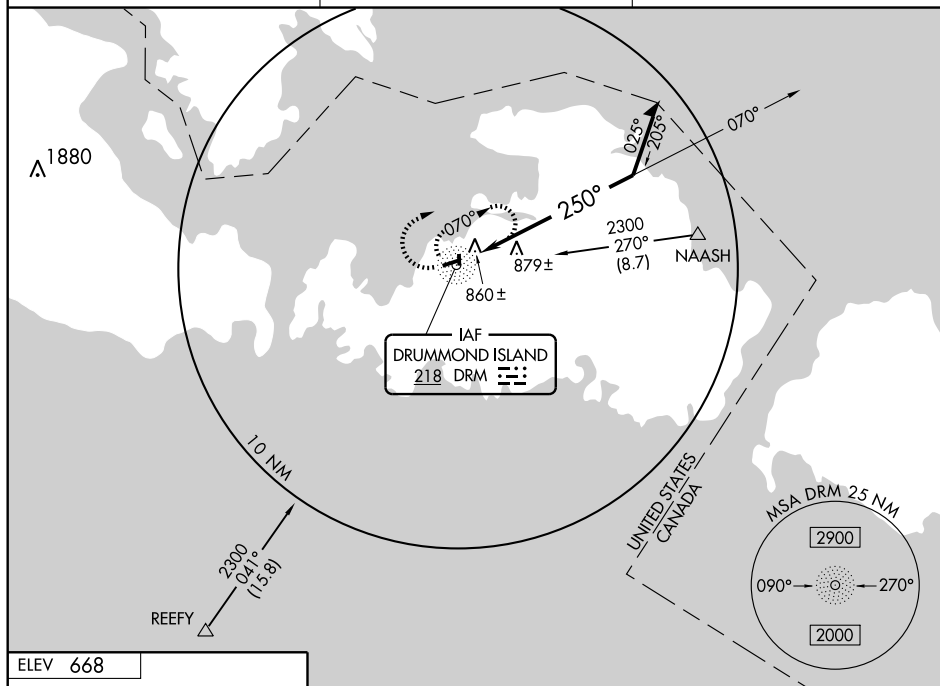 1880
025°
205°
070°
250°
070°
2300
270°
(8.7)
NAASH
879±
860±
IAF
DRUMMOND ISLAND
218 DRM
10 NM
UNITED STATES
CANADA
MSA DRM 25 NM
2900
090°
270°
2000
2300
041°
(15.8)
REEFY
ELEV 668